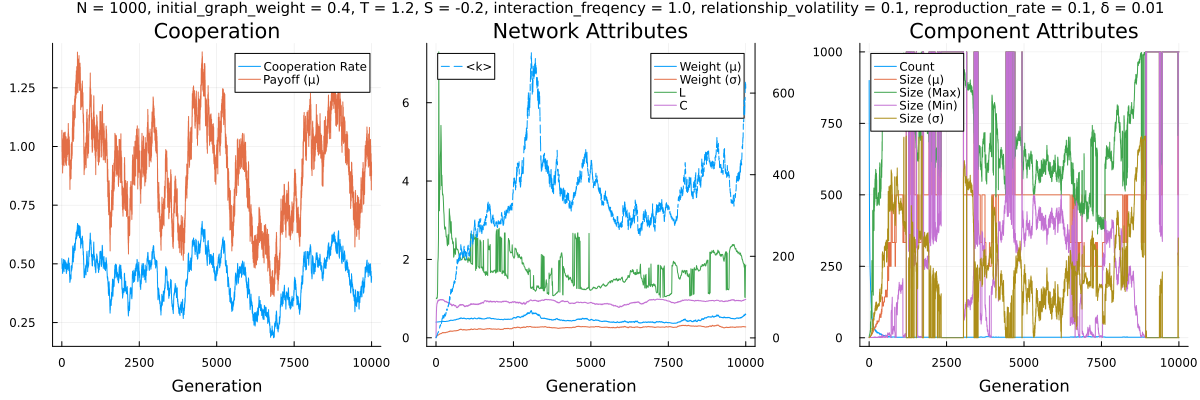 N = 1000, initial_graph_weight = 0.4, T = 1.2, S = -0.2, interaction_freqency = 1.0, relationship_volatility = 0.1, reproduction_rate = 0.1, δ = 0.01
Cooperation
Cooperation Rate
Payoff (μ)
1.25
1.00
0.75
0.50
0.25
0
2500
5000
7500
10000
Generation
Network Attributes
<k>
Weight (μ)
Weight (σ)
L
C
6
4
2
0
600
400
200
0
0
2500
5000
7500
10000
Generation
Component Attributes
Count
Size (μ)
Size (Max)
Size (Min)
Size (σ)
1000
750
500
250
0
0
2500
5000
7500
10000
Generation